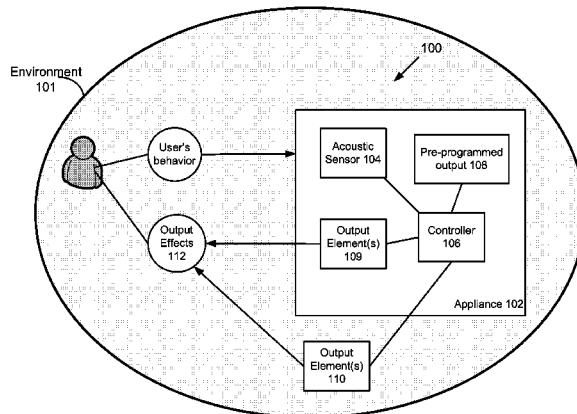 100
Environment
101
User's
behavior
Acoustic
Sensor 104
Pre-programmed
output 108
Output
Effects
112
Output
Element(s)
109
Controller
106
Appliance 102
Output
Element(s)
110